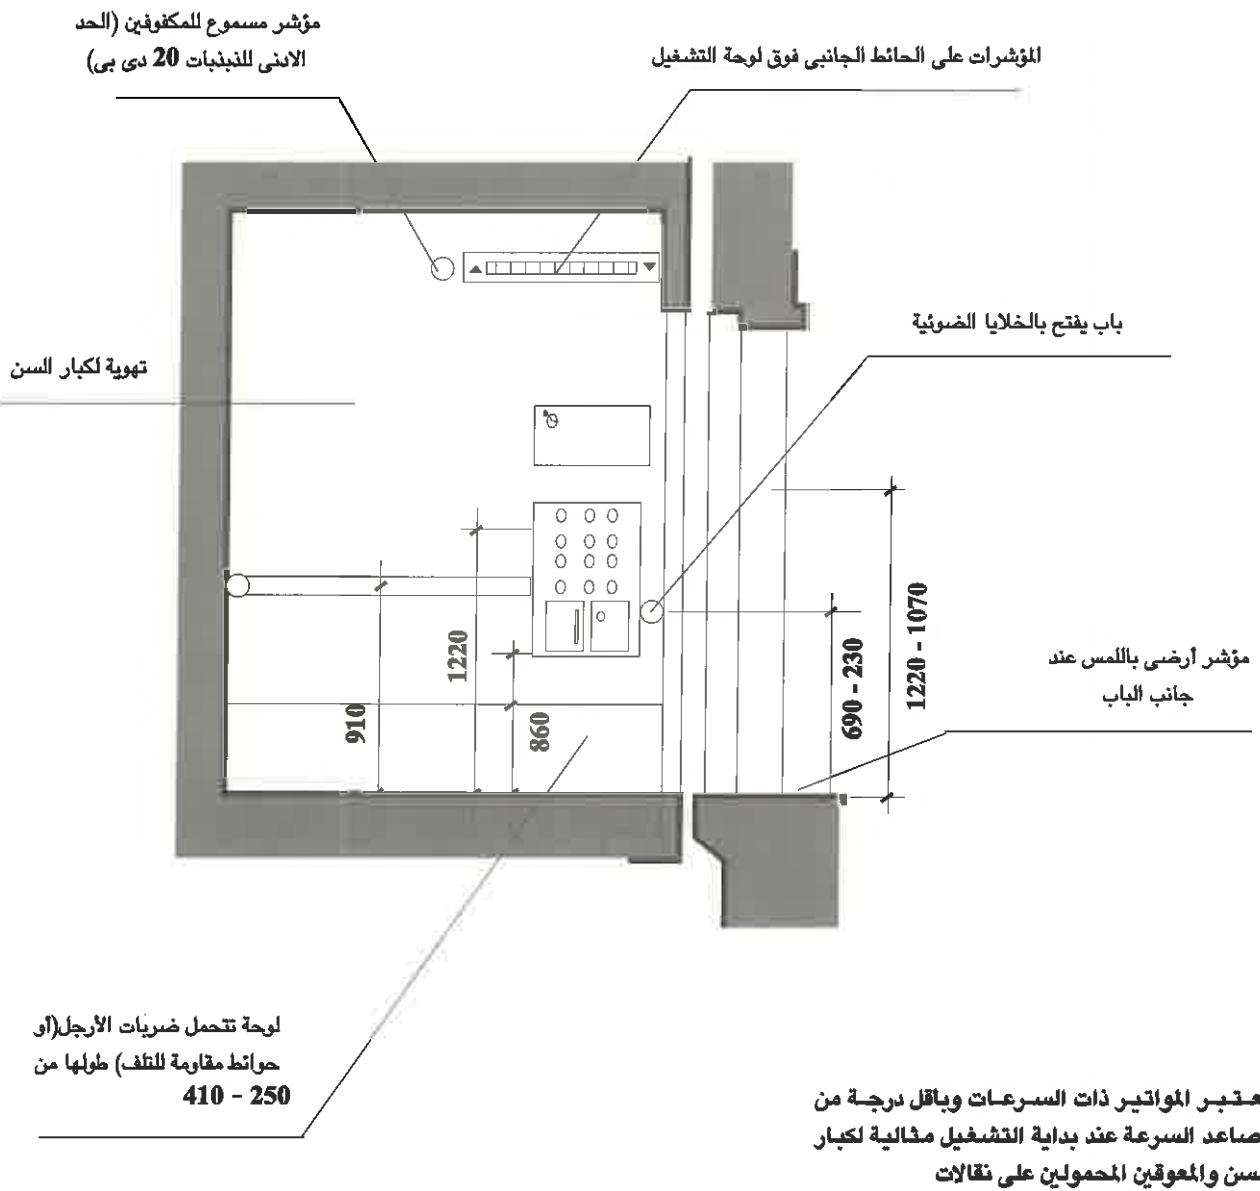 مؤشر مسموع للمكفوفين (الحد
الادنى للذبذبات 20 دى بى)
المؤشرات على الحائط الجانبى فوق لوحة التشغيل
باب يفتح بالخلايا الضوئية
تهوية لكبار السن
1220
910
860
690 - 230
1220 - 1070
مؤشر أرضى باللمس عند
جانب الباب
لوحة تتحمل ضربات الأرجل(أو
حوائط مقاومة للتلف) طولها من
410 - 250
عتبر المواتير ذات السرعات وباقل درجة من
صاعد السرعة عند بداية التشغيل مثالية لكبار
سن والمعوقين المحمولين على نقالات